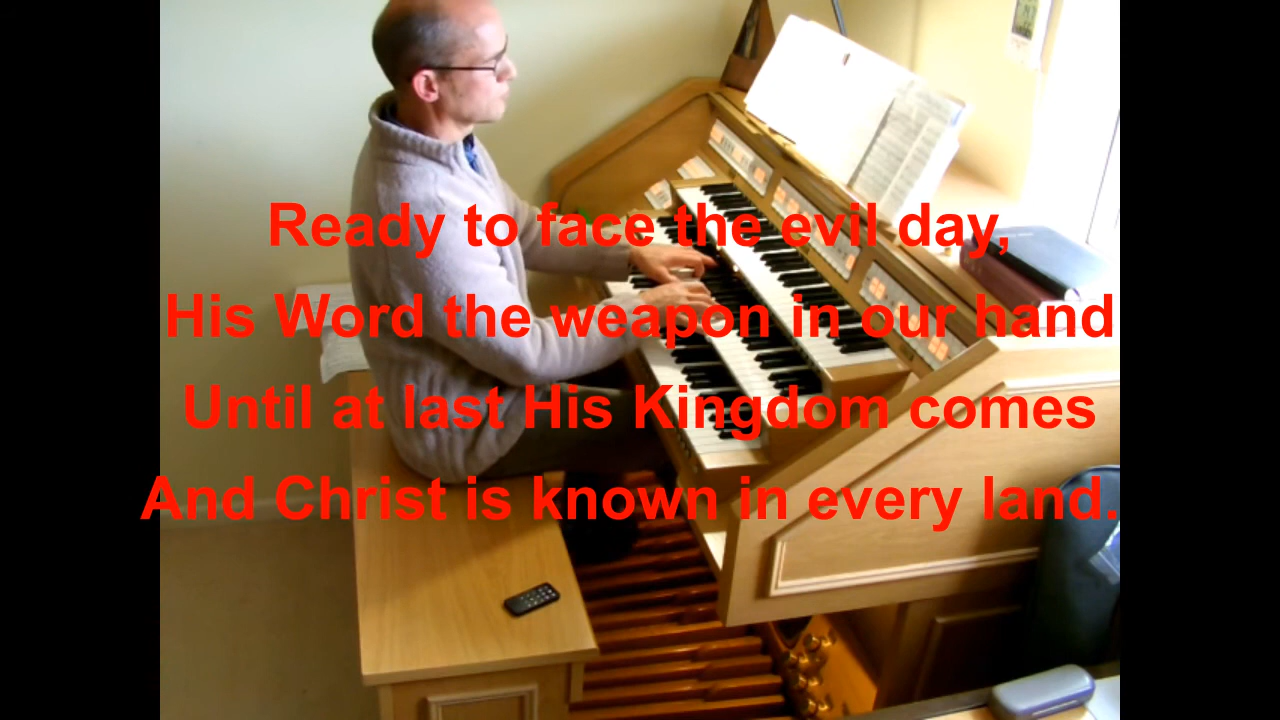 Ready to face the evil day,
His Word the weapon in our hand
Until at last His Kingdom comes
And Christ is known in every land.